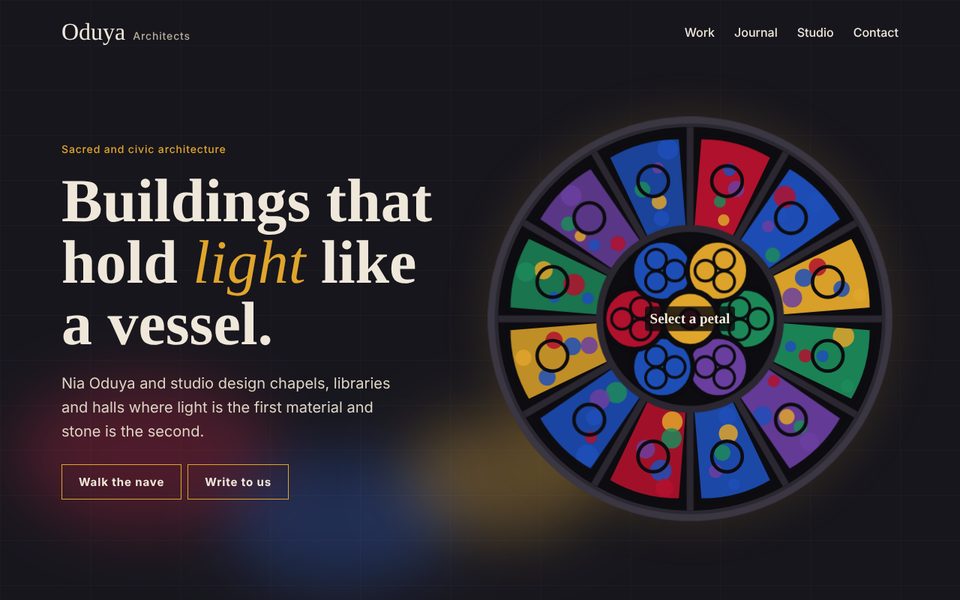 Oduya Architects
Work Journal Studio Contact
Sacred and civic architecture
Buildings that
hold light like
a vessel.
Nia Oduya and studio design chapels, libraries
and halls where light is the first material and
stone is the second.
Walk the nave Write to us
Select a petal